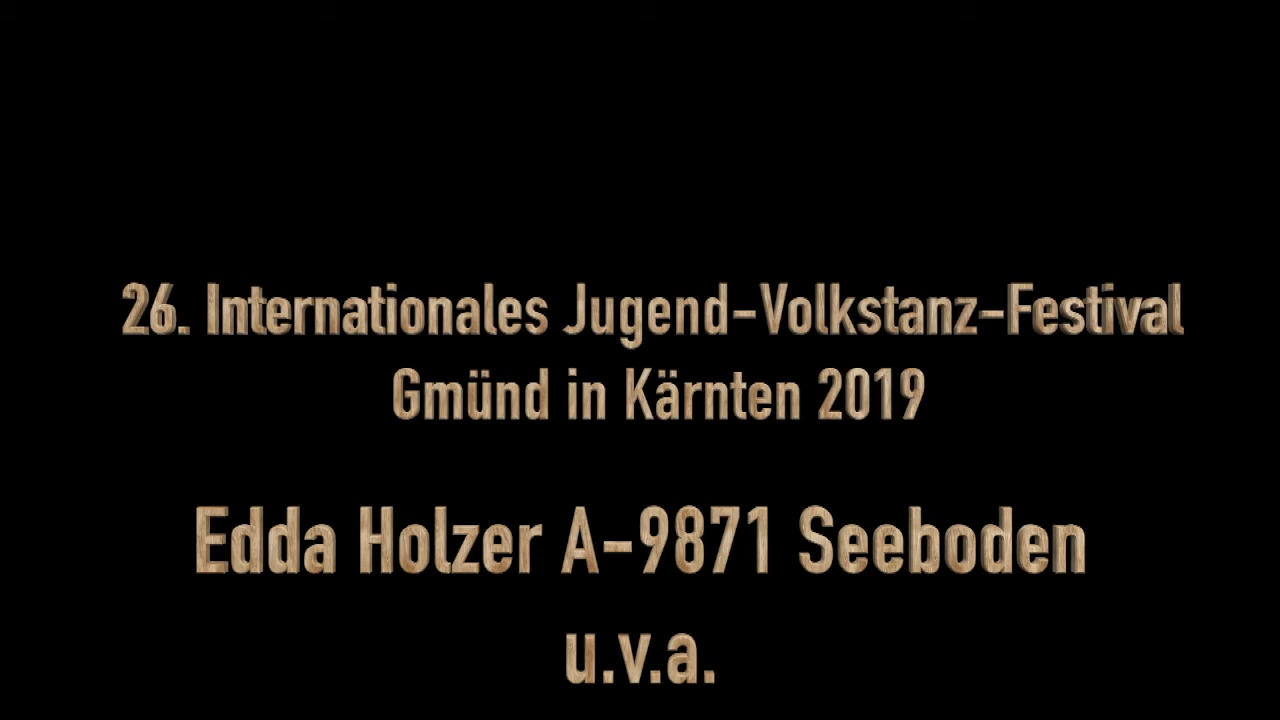 26. Internationales Jugend-Volkstanz-Festival
Gmünd in Kärnten 2019
Edda Holzer A-9871 Seeboden
u.v.a.